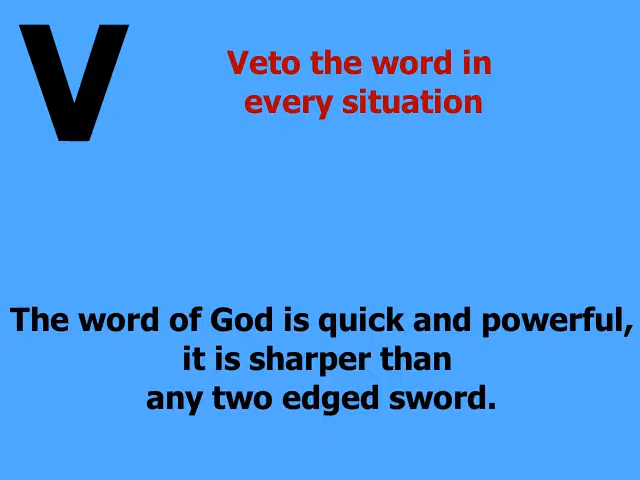 V
Veto the word in
every situation
The word of God is quick and powerful,
it is sharper than
any two edged sword.